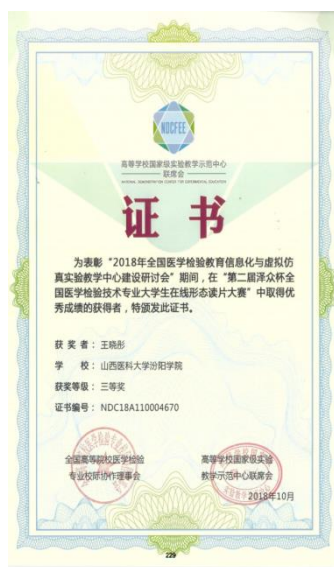 NDCFEE
高等学校国家级实验教学示范中心
联席会
证书
为表彰“2018年全国医学检验教育信息化与虚拟仿
真实验教学中心建设研讨会”期间，在“第二届泽众杯全
国医学检验技术专业大学生在线形态读片大赛”中取得优
秀成绩的获得者，特颁发此证书。
获奖者：王晓彤
学校：山西医科大学汾阳学院
获奖等级：三等奖
证书编号：NDC18A110004670
全国高等院校医学检验 高等学校国家级实验
专业校际协作理事会 教学示范中心联席会
2018年10月
229